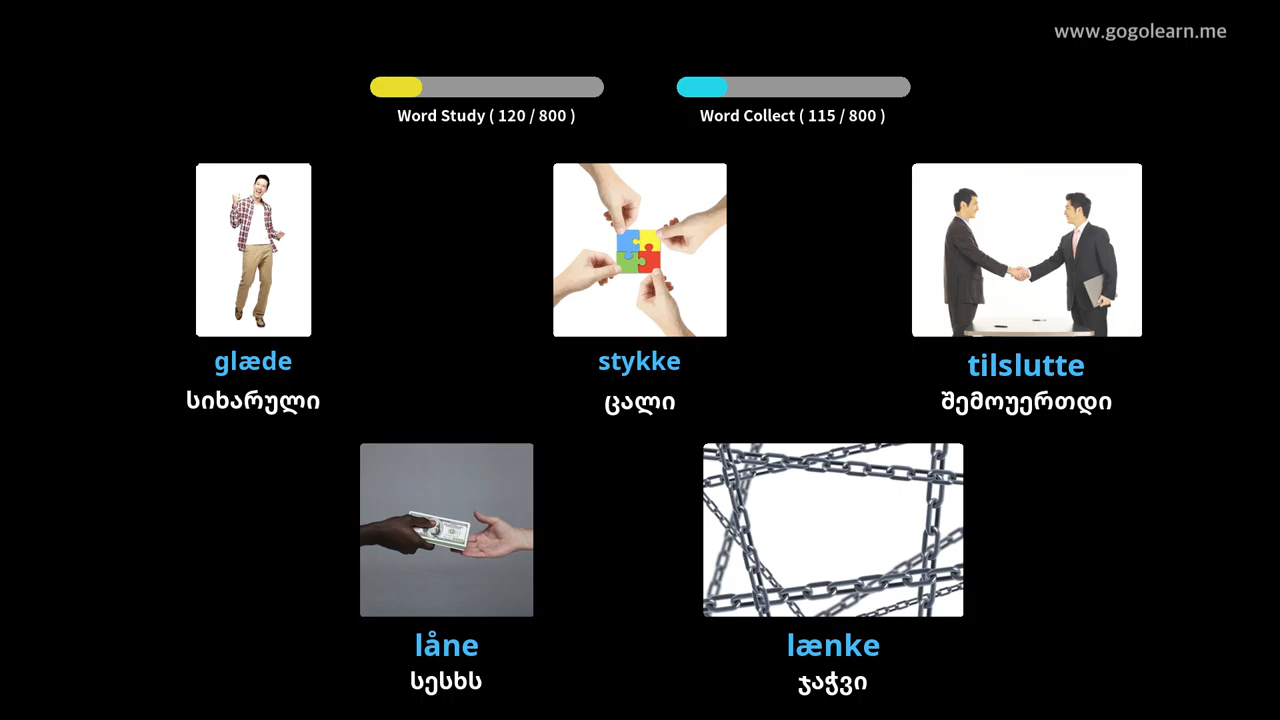 www.gogolearn.me
Word Study ( 120 / 800 )
Word Collect ( 115 / 800 )
glæde
სიხარული
stykke
ცალი
tilslutte
შემოუერთდი
låne
სესხს
lænke
ჯაჭვი